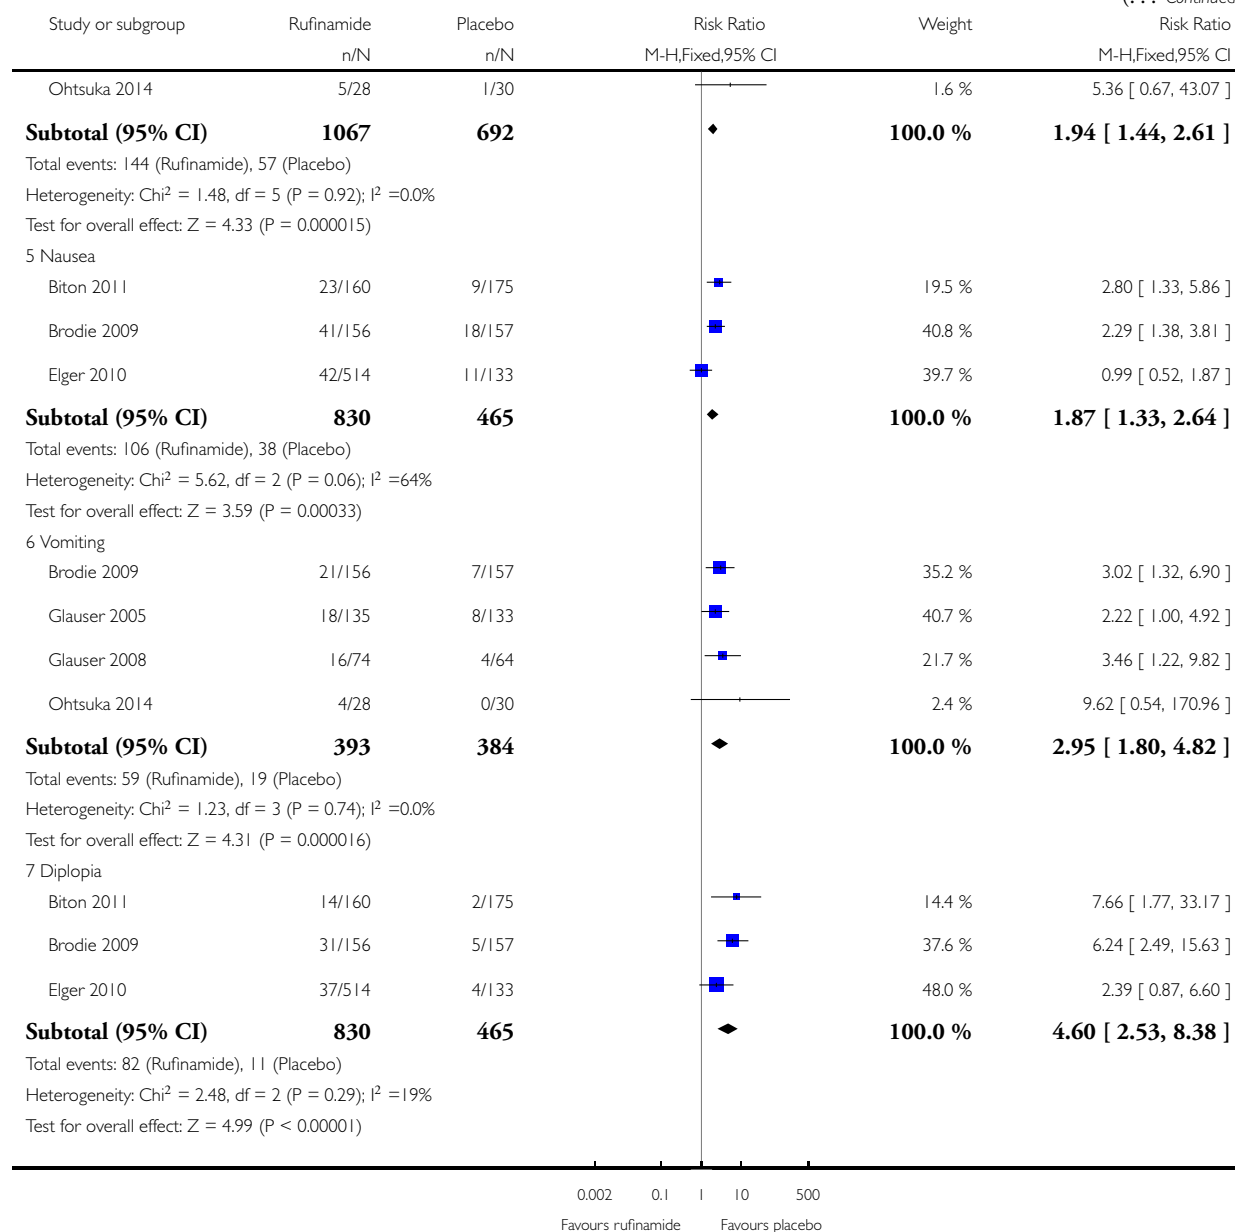 (... Continued
Study or subgroup Rufinamide Placebo Risk Ratio Weight Risk Ratio
n/N n/N M-H,Fixed,95% CI M-H,Fixed,95% CI
Ohtsuka 2014 5/28 1/30 1.6 % 5.36 [ 0.67, 43.07 ]
Subtotal (95% CI) 1067 692 100.0 % 1.94 [ 1.44, 2.61 ]
Total events: 144 (Rufinamide), 57 (Placebo)
Heterogeneity: Chi² = 1.48, df = 5 (P = 0.92); I² =0.0%
Test for overall effect: Z = 4.33 (P = 0.000015)
5 Nausea
Biton 2011 23/160 9/175 19.5 % 2.80 [ 1.33, 5.86 ]
Brodie 2009 41/156 18/157 40.8 % 2.29 [ 1.38, 3.81 ]
Elger 2010 42/514 11/133 39.7 % 0.99 [ 0.52, 1.87 ]
Subtotal (95% CI) 830 465 100.0 % 1.87 [ 1.33, 2.64 ]
Total events: 106 (Rufinamide), 38 (Placebo)
Heterogeneity: Chi² = 5.62, df = 2 (P = 0.06); I² =64%
Test for overall effect: Z = 3.59 (P = 0.00033)
6 Vomiting
Brodie 2009 21/156 7/157 35.2 % 3.02 [ 1.32, 6.90 ]
Glauser 2005 18/135 8/133 40.7 % 2.22 [ 1.00, 4.92 ]
Glauser 2008 16/74 4/64 21.7 % 3.46 [ 1.22, 9.82 ]
Ohtsuka 2014 4/28 0/30 2.4 % 9.62 [ 0.54, 170.96 ]
Subtotal (95% CI) 393 384 100.0 % 2.95 [ 1.80, 4.82 ]
Total events: 59 (Rufinamide), 19 (Placebo)
Heterogeneity: Chi² = 1.23, df = 3 (P = 0.74); I² =0.0%
Test for overall effect: Z = 4.31 (P = 0.000016)
7 Diplopia
Biton 2011 14/160 2/175 14.4 % 7.66 [ 1.77, 33.17 ]
Brodie 2009 31/156 5/157 37.6 % 6.24 [ 2.49, 15.63 ]
Elger 2010 37/514 4/133 48.0 % 2.39 [ 0.87, 6.60 ]
Subtotal (95% CI) 830 465 100.0 % 4.60 [ 2.53, 8.38 ]
Total events: 82 (Rufinamide), 11 (Placebo)
Heterogeneity: Chi² = 2.48, df = 2 (P = 0.29); I² =19%
Test for overall effect: Z = 4.99 (P < 0.00001)
0.002 0.1 1 10 500
Favours rufinamide Favours placebo